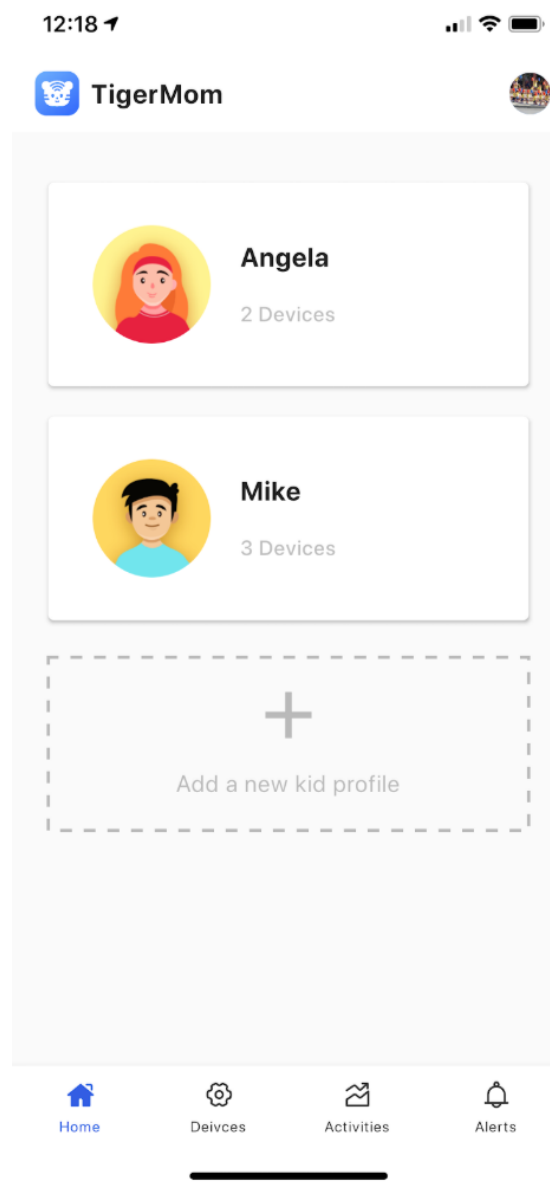 12:18
TigerMom
Angela
2 Devices
Mike
3 Devices
Add a new kid profile
Home
Deivces
Activities
Alerts